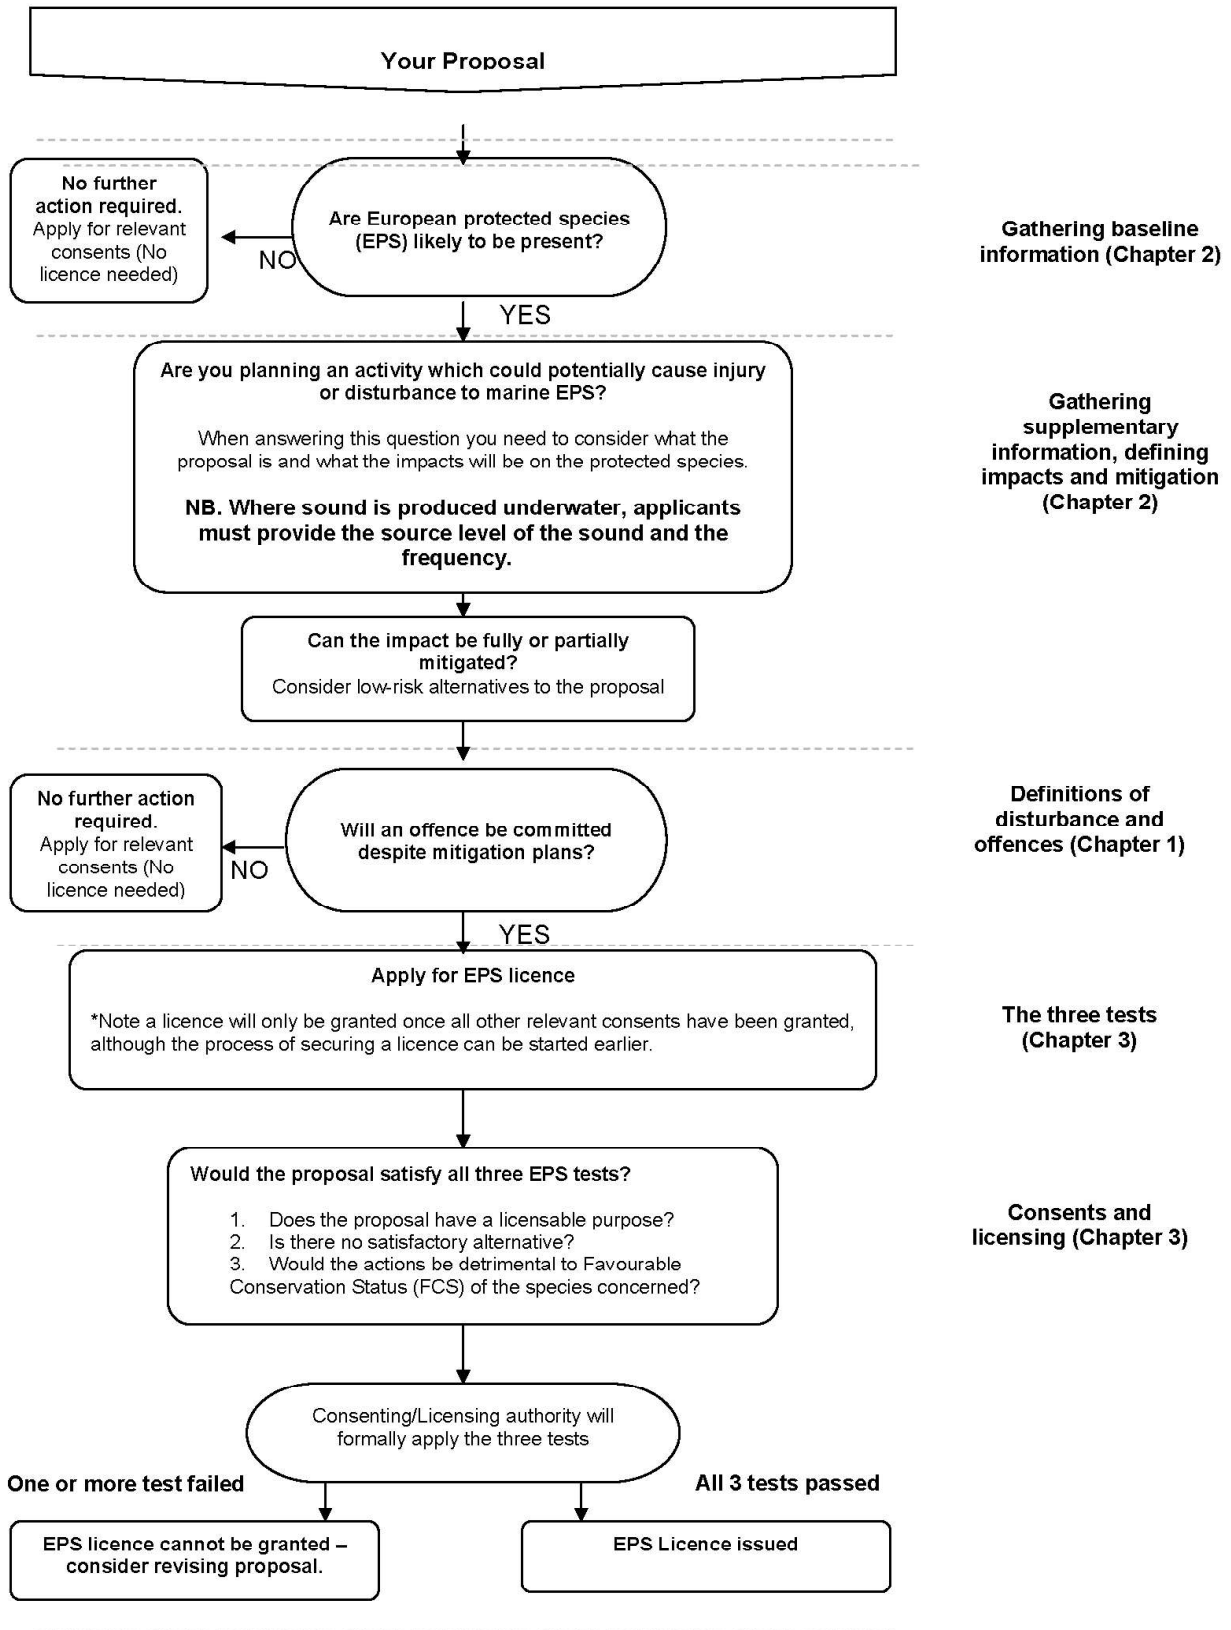 Your Proposal
No further
action required.
Apply for relevant
consents (No
licence needed)
Are European protected species
(EPS) likely to be present?
NO
Gathering baseline
information (Chapter 2)
YES
Are you planning an activity which could potentially cause injury
or disturbance to marine EPS?
When answering this question you need to consider what the
proposal is and what the impacts will be on the protected species.
NB. Where sound is produced underwater, applicants
must provide the source level of the sound and the
frequency.
Gathering
supplementary
information, defining
impacts and mitigation
(Chapter 2)
Can the impact be fully or partially
mitigated?
Consider low-risk alternatives to the proposal
No further action
required.
Apply for relevant
consents (No
licence needed)
Will an offence be committed
despite mitigation plans?
NO
Definitions of
disturbance and
offences (Chapter 1)
YES
Apply for EPS licence
*Note a licence will only be granted once all other relevant consents have been granted,
although the process of securing a licence can be started earlier.
The three tests
(Chapter 3)
Would the proposal satisfy all three EPS tests?
1. Does the proposal have a licensable purpose?
2. Is there no satisfactory alternative?
3. Would the actions be detrimental to Favourable
Conservation Status (FCS) of the species concerned?
Consents and
licensing (Chapter 3)
Consenting/Licensing authority will
formally apply the three tests
One or more test failed
All 3 tests passed
EPS licence cannot be granted –
consider revising proposal.
EPS Licence issued